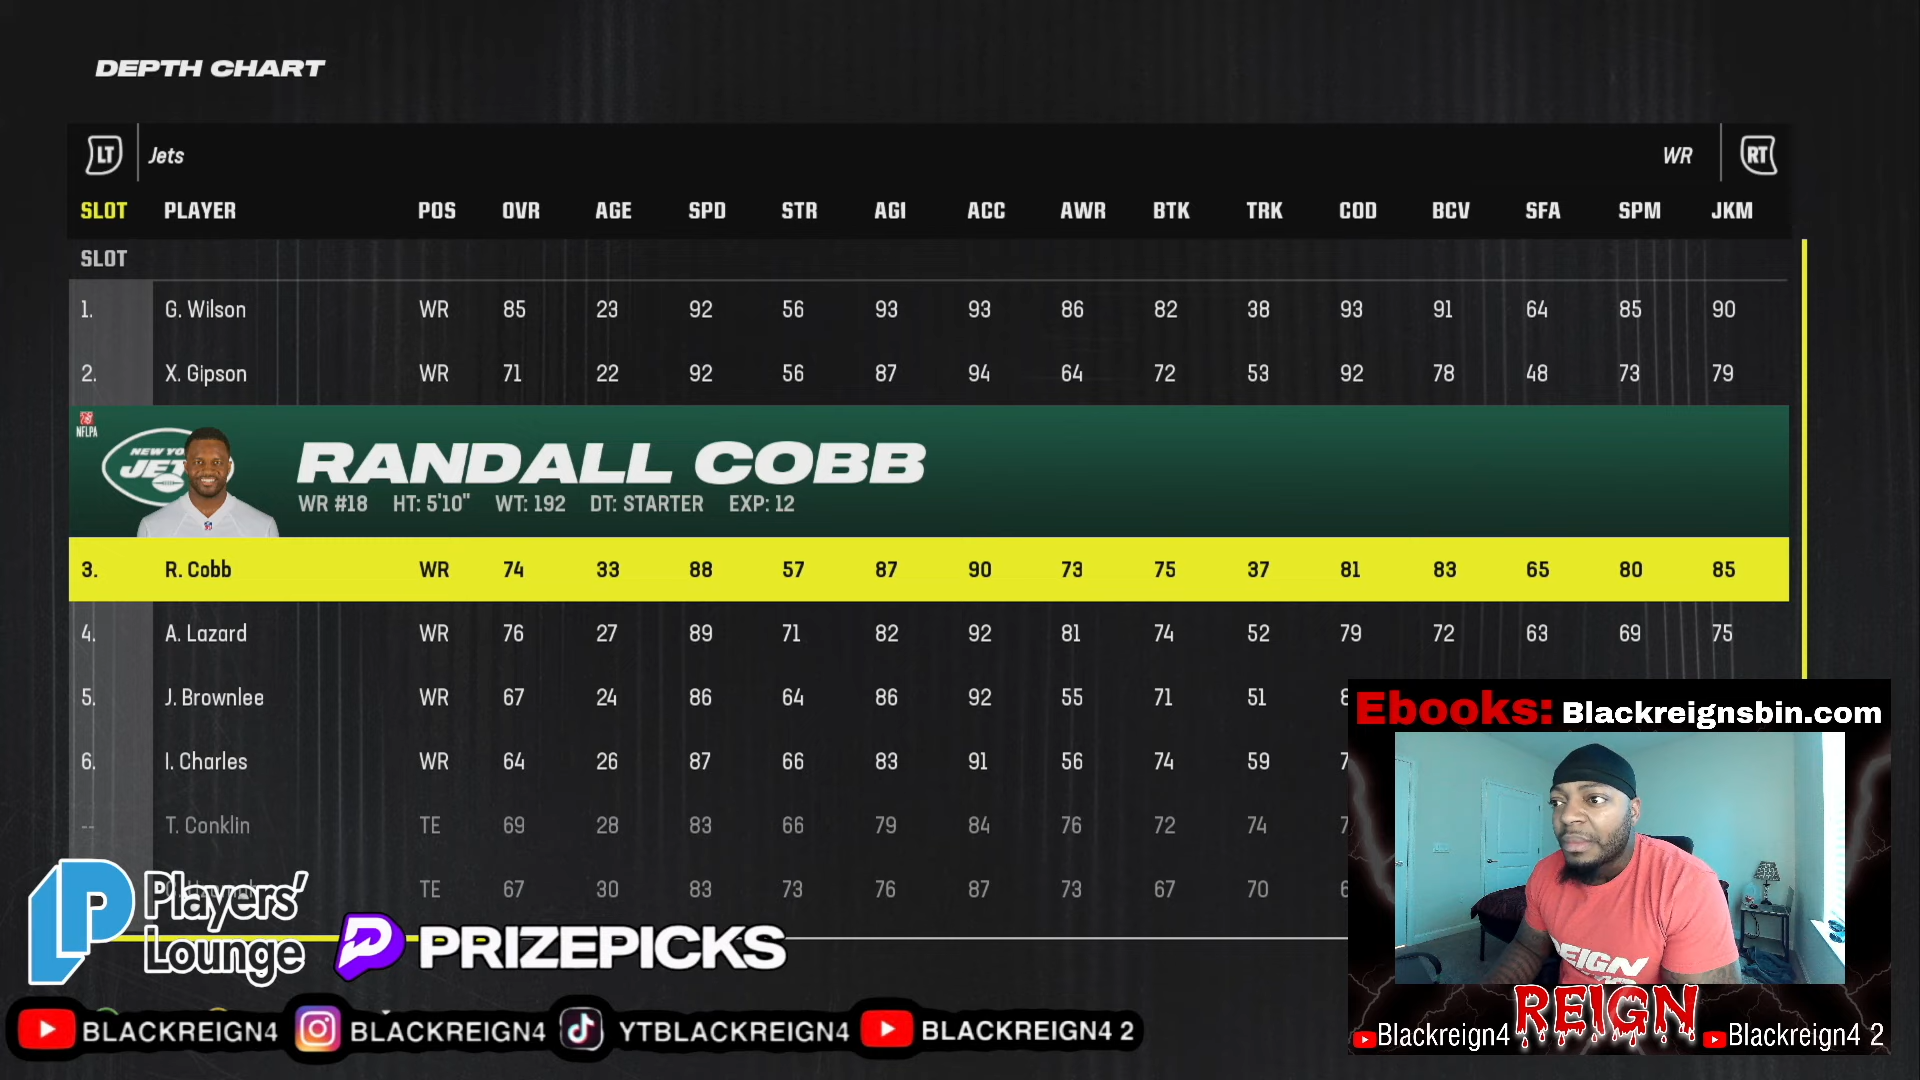 DEPTH CHART
LT Jets WR RT
SLOT PLAYER POS OVR AGE SPD STR AGI ACC AWR BTK TRK COD BCV SFA SPM JKM
SLOT
1. G. Wilson WR 85 23 92 56 93 93 86 82 38 93 91 64 85 90
2. X. Gipson WR 71 22 92 56 87 94 64 72 53 92 78 48 73 79
NFLPA
NEW YO
JET
RANDALL COBB
WR #18 HT: 5'10" WT: 192 DT: STARTER EXP: 12
3. R. Cobb WR 74 33 88 57 87 90 73 75 37 81 83 65 80 85
4. A. Lazard WR 76 27 89 71 82 92 81 74 52 79 72 63 69 75
5. J. Brownlee WR 67 24 86 64 86 92 55 71 51
6. I. Charles WR 64 26 87 66 83 91 56 74 59
-- T. Conklin TE 69 28 83 66 79 84 76 72 74
TE 67 30 83 73 76 87 73 67 70
Ebooks: Blackreignsbin.com
REIGN
Players'
Lounge
PRIZEPICKS
BLACKREIGN4 BLACKREIGN4 YTBLACKREIGN4 BLACKREIGN4 2
Blackreign4 REIGN Blackreign4 2